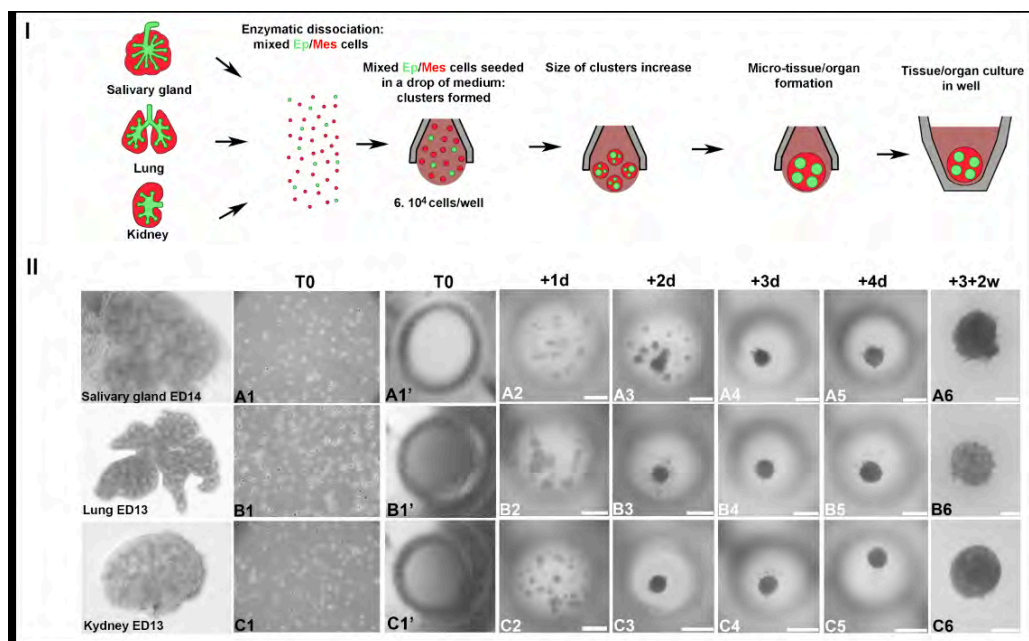 I
Enzymatic dissociation:
mixed Ep/Mes cells
Salivary gland
Lung
Kidney
Mixed Ep/Mes cells seeded
in a drop of medium:
clusters formed
6. 10⁴ cells/well
Size of clusters increase
Micro-tissue/organ
formation
Tissue/organ culture
in well
II
T0
T0
+1d
+2d
+3d
+4d
+3+2w
Salivary gland ED14
A1
A1'
A2
A3
A4
A5
A6
Lung ED13
B1
B1'
B2
B3
B4
B5
B6
Kydney ED13
C1
C1'
C2
C3
C4
C5
C6